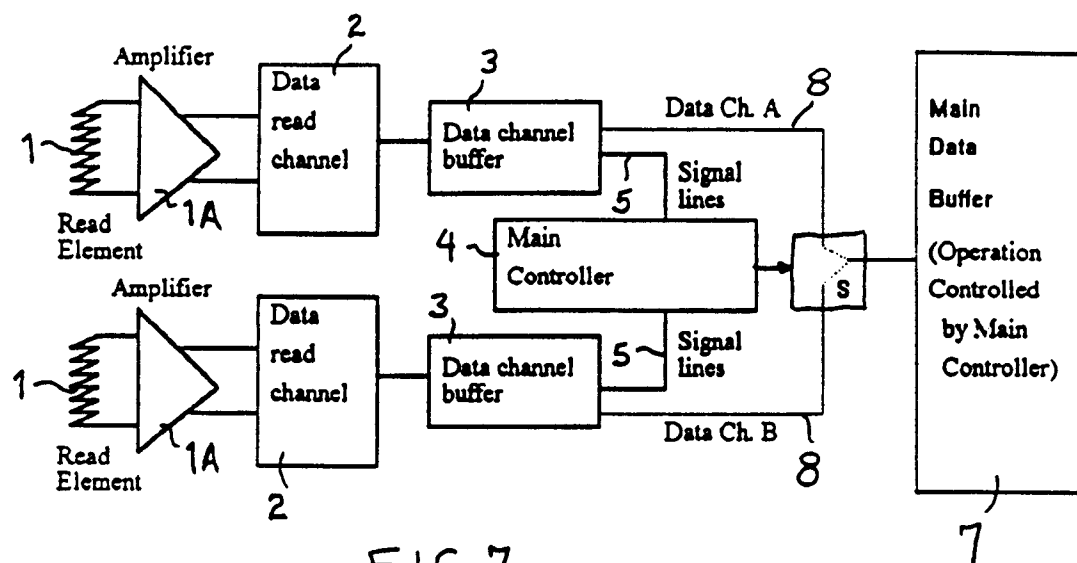 Amplifier
2
Data
read
channel
3
Data channel
buffer
Data Ch. A
8
Main
Data
Buffer
(Operation
Controlled
by Main
Controller)
1
1A
Read
Element
5
Signal
lines
4
Main
Controller
S
Amplifier
Data
read
channel
3
Data channel
buffer
5
Signal
lines
1
1A
Read
Element
2
Data Ch. B
8
7